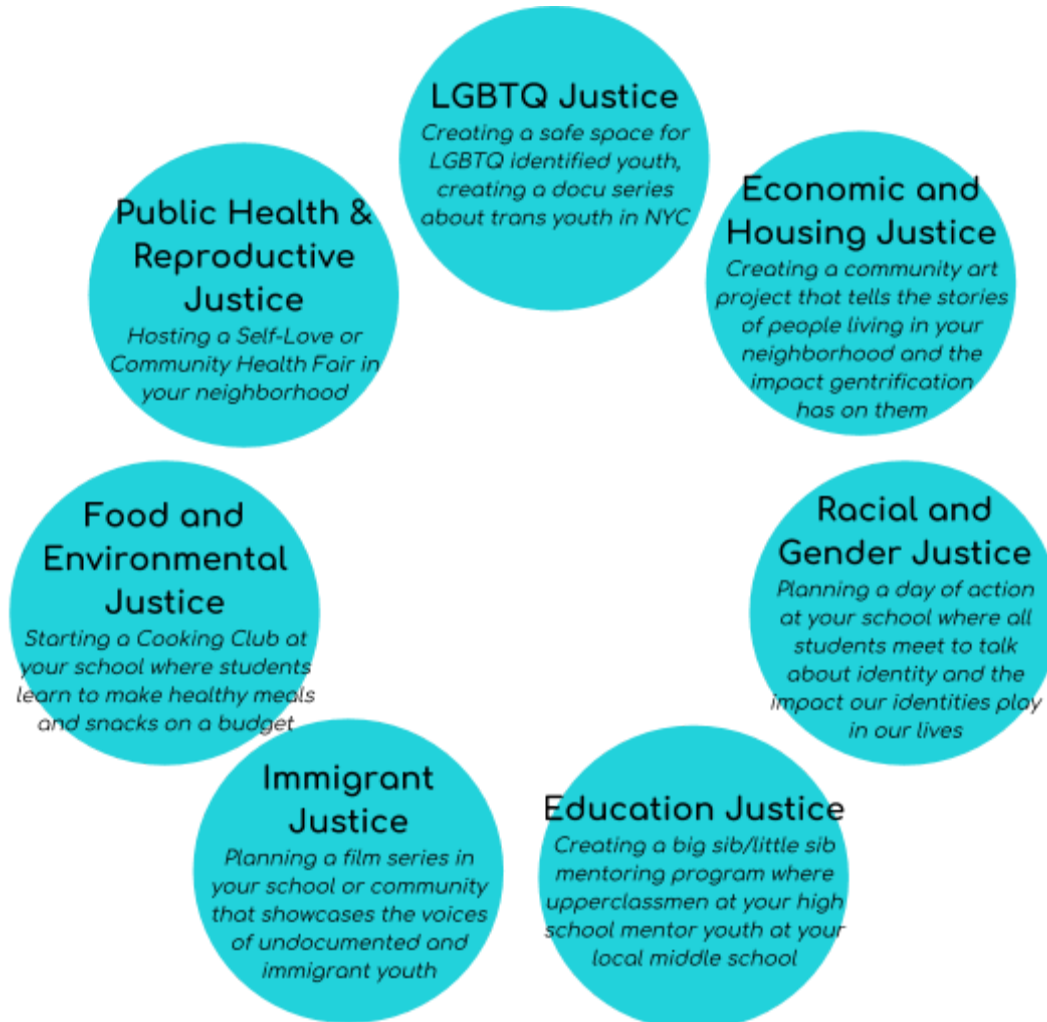 LGBTQ Justice
Creating a safe space for
LGBTQ identified youth,
creating a docu series
about trans youth in NYC
Economic and
Housing Justice
Creating a community art
project that tells the stories
of people living in your
neighborhood and the
impact gentrification
has on them
Racial and
Gender Justice
Planning a day of action
at your school where all
students meet to talk
about identity and the
impact our identities play
in our lives
Education Justice
Creating a big sib/little sib
mentoring program where
upperclassmen at your high
school mentor youth at your
local middle school
Immigrant
Justice
Planning a film series in
your school or community
that showcases the voices
of undocumented and
immigrant youth
Food and
Environmental
Justice
Starting a Cooking Club at
your school where students
learn to make healthy meals
and snacks on a budget
Public Health &
Reproductive
Justice
Hosting a Self-Love or
Community Health Fair in
your neighborhood